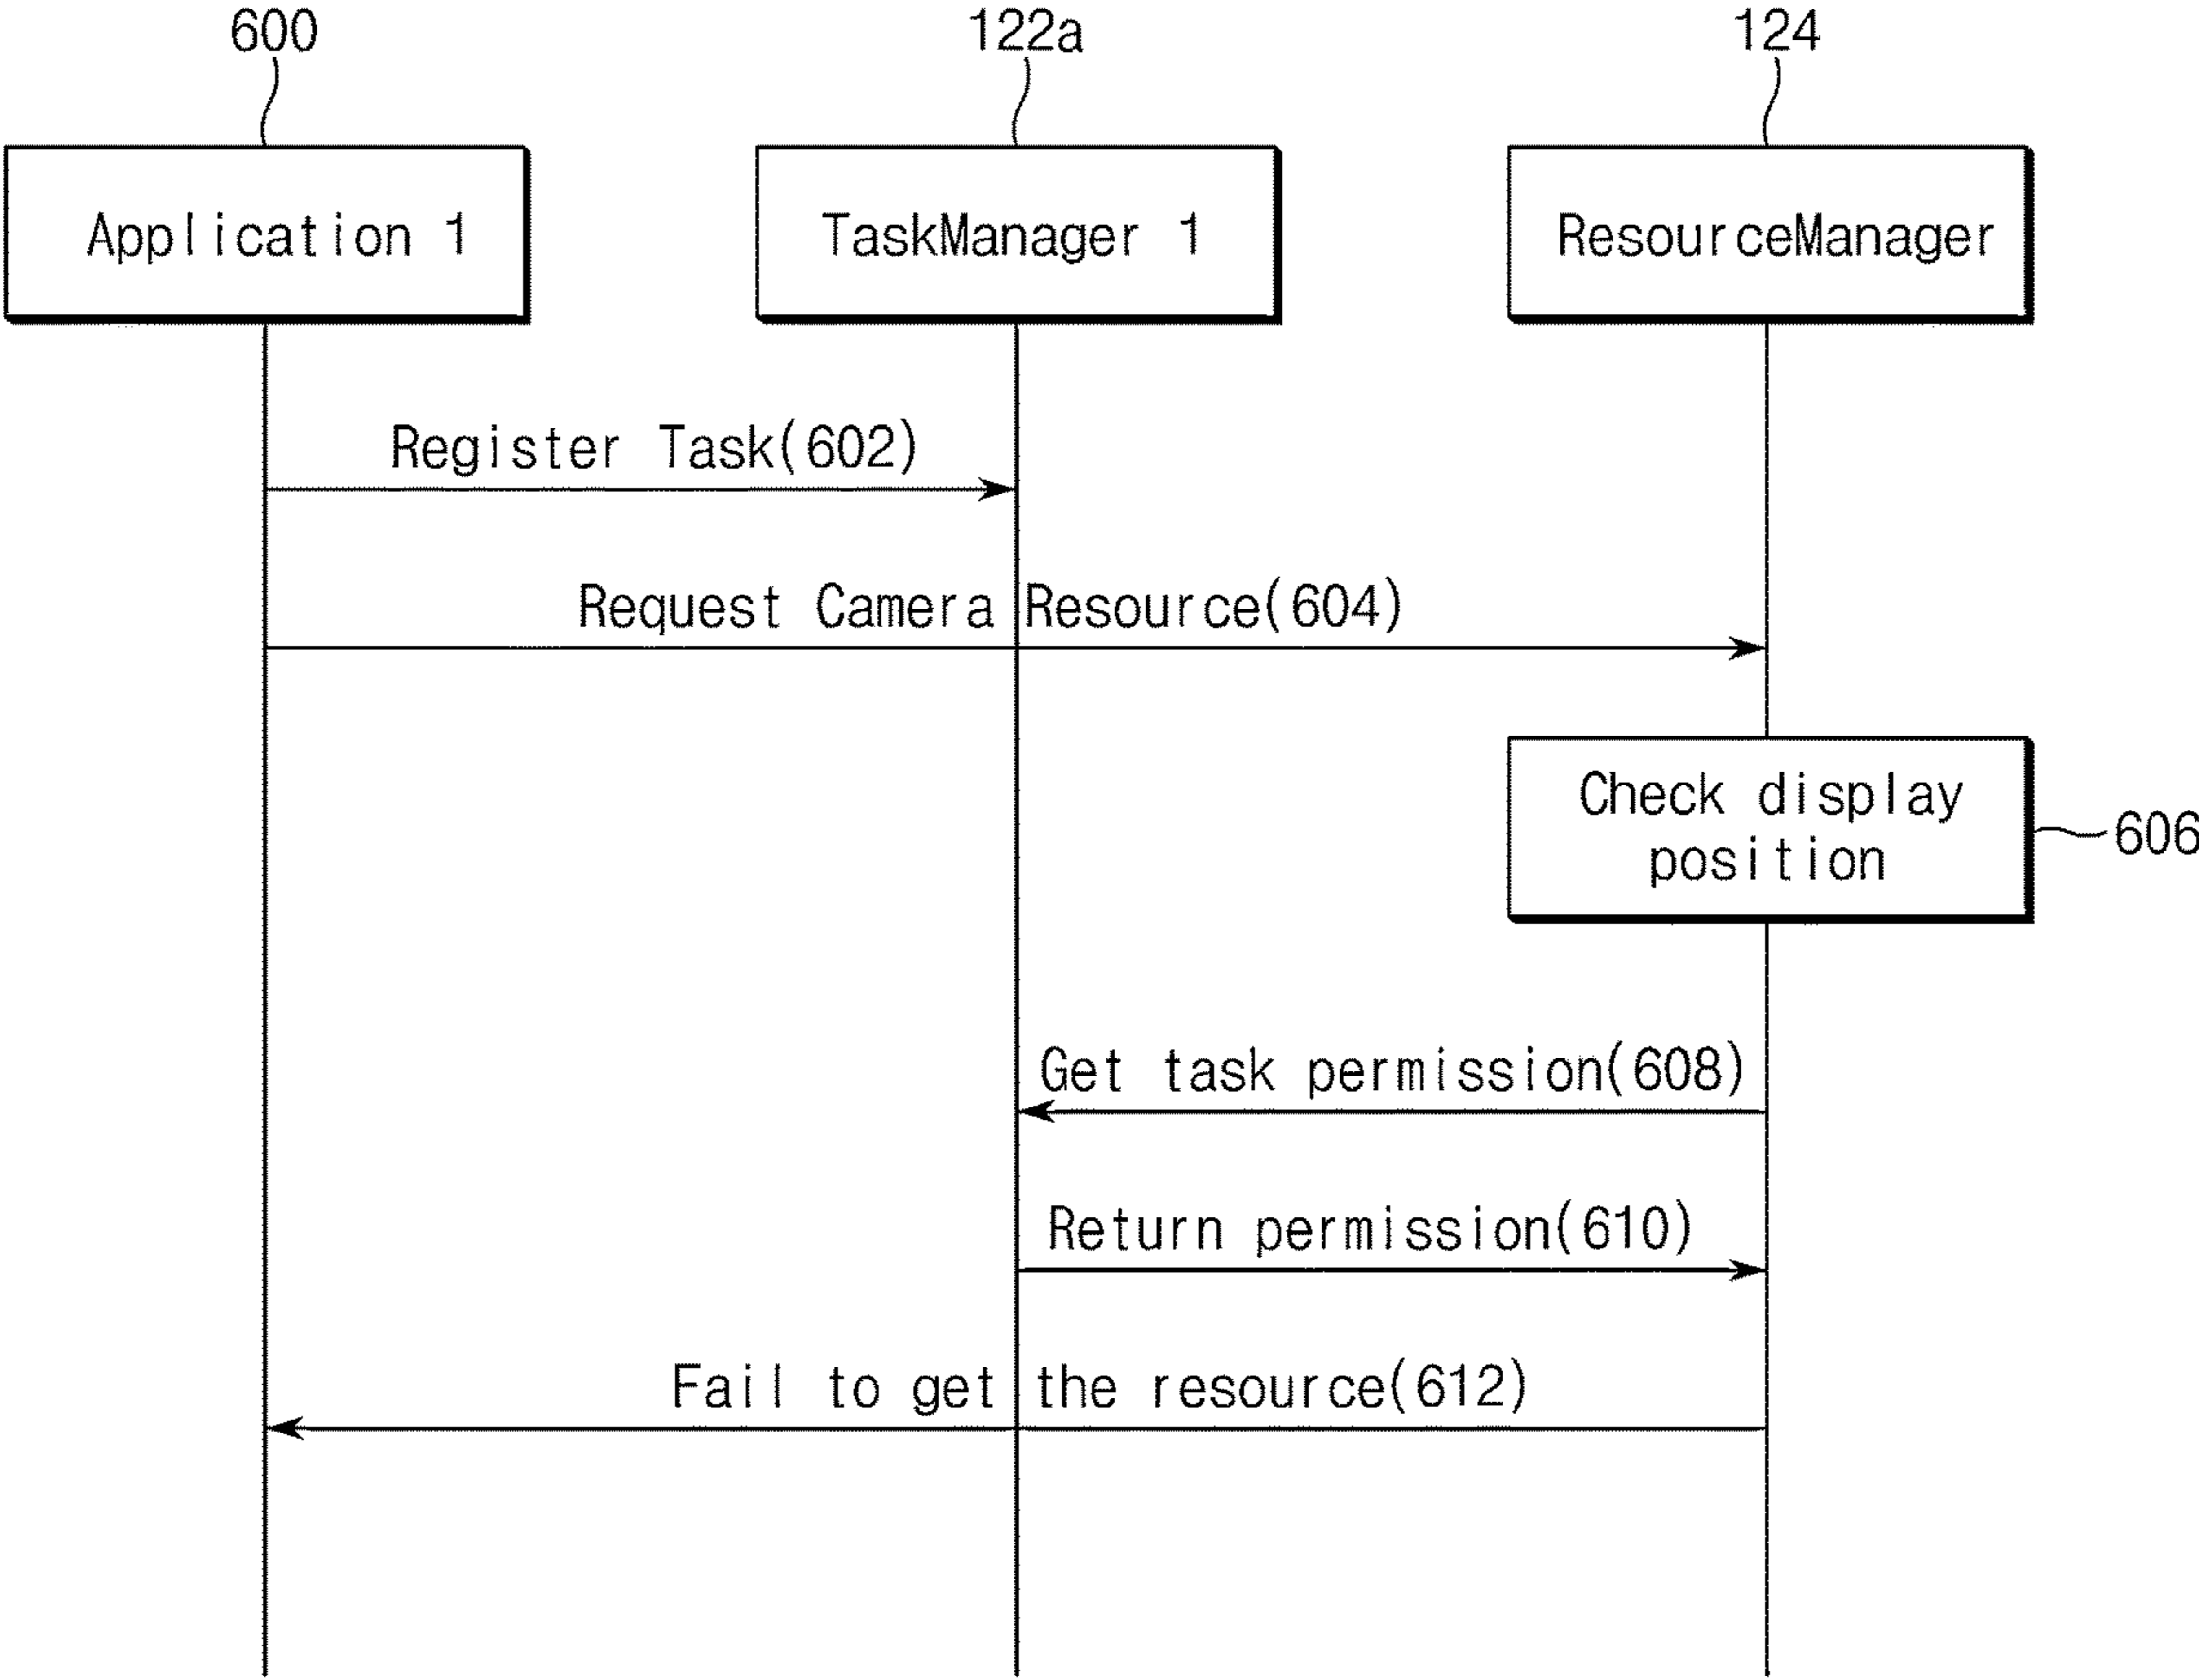 600
122a
124
Application 1
TaskManager 1
ResourceManager
Register Task(602)
Request Camera Resource(604)
Check display
position
606
Get task permission(608)
Return permission(610)
Fail to get the resource(612)